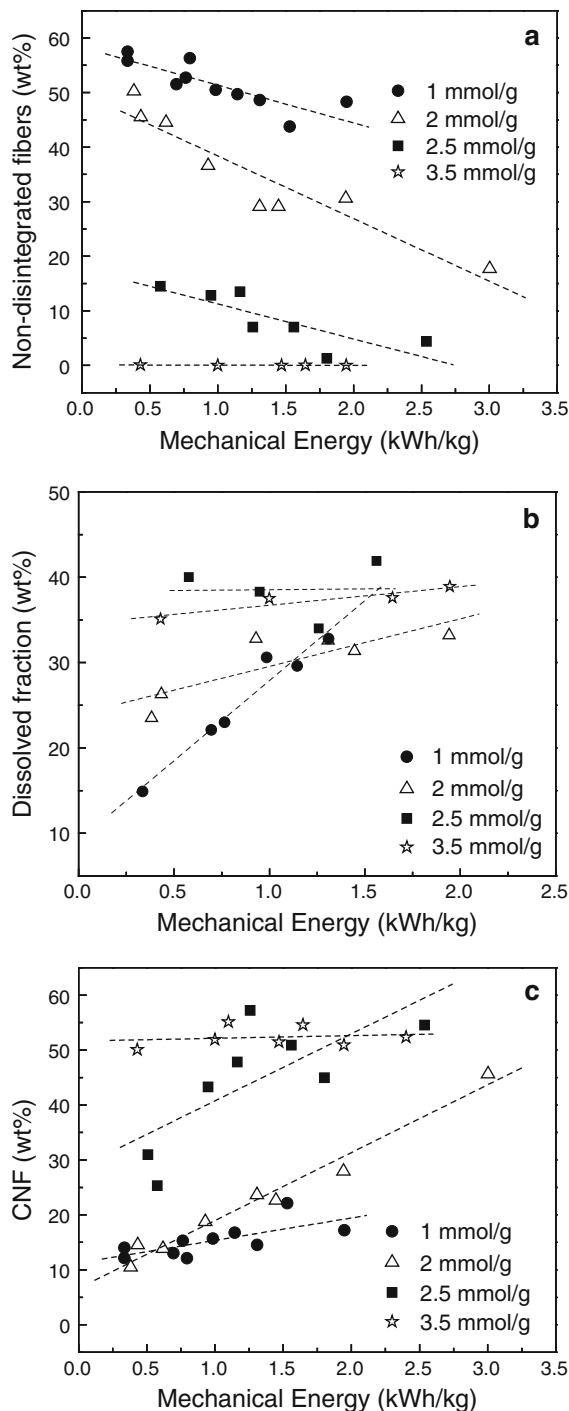 a
60
50
40
30
20
10
0
Non-disintegrated fibers (wt%)
1 mmol/g
2 mmol/g
2.5 mmol/g
3.5 mmol/g
0.0 0.5 1.0 1.5 2.0 2.5 3.0 3.5
Mechanical Energy (kWh/kg)
b
50
40
30
20
10
Dissolved fraction (wt%)
1 mmol/g
2 mmol/g
2.5 mmol/g
3.5 mmol/g
0.0 0.5 1.0 1.5 2.0 2.5
Mechanical Energy (kWh/kg)
c
60
50
40
30
20
10
0
CNF (wt%)
1 mmol/g
2 mmol/g
2.5 mmol/g
3.5 mmol/g
0.0 0.5 1.0 1.5 2.0 2.5 3.0 3.5
Mechanical Energy (kWh/kg)